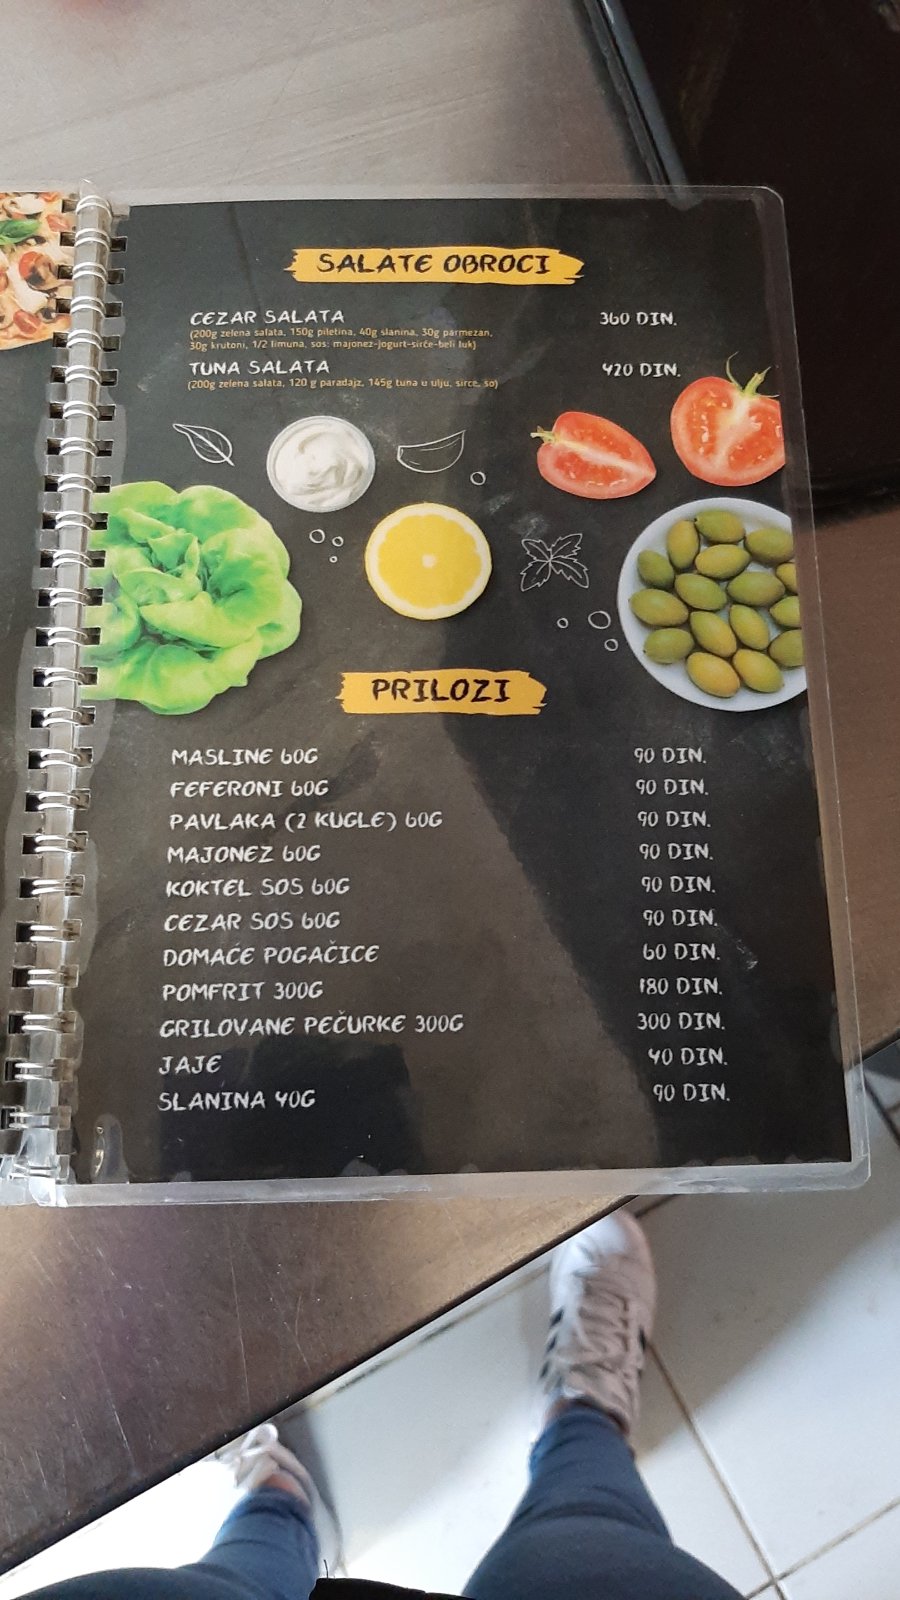 SALATE OBROCI
CEZAR SALATA 360 DIN.
(200g zelena salata, 150g piletina, 40g slanina, 30g parmezan,
30g krutoni, 1/2 limuna, sos: majonez-jogurt-sirće-beli luk)
TUNA SALATA 420 DIN.
(200g zelena salata, 120 g paradajz, 145g tuna u ulju, sirce, so)
PRILOZI
MASLINE 60G 90 DIN.
FEFERONI 60G 90 DIN.
PAVLAKA (2 KUGLE) 60G 90 DIN.
MAJONEZ 60G 90 DIN.
KOKTEL SOS 60G 90 DIN.
CEZAR SOS 60G 90 DIN.
DOMAĆE POGAČICE 60 DIN.
POMFRIT 300G 180 DIN.
GRILOVANE PEČURKE 300G 300 DIN.
JAJE 40 DIN.
SLANINA 40G 90 DIN.